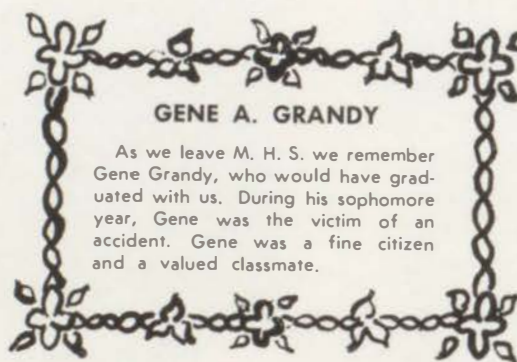 GENE A. GRANDY
As we leave M. H. S. we remember
Gene Grandy, who would have grad-
uated with us. During his sophomore
year, Gene was the victim of an
accident. Gene was a fine citizen
and a valued classmate.